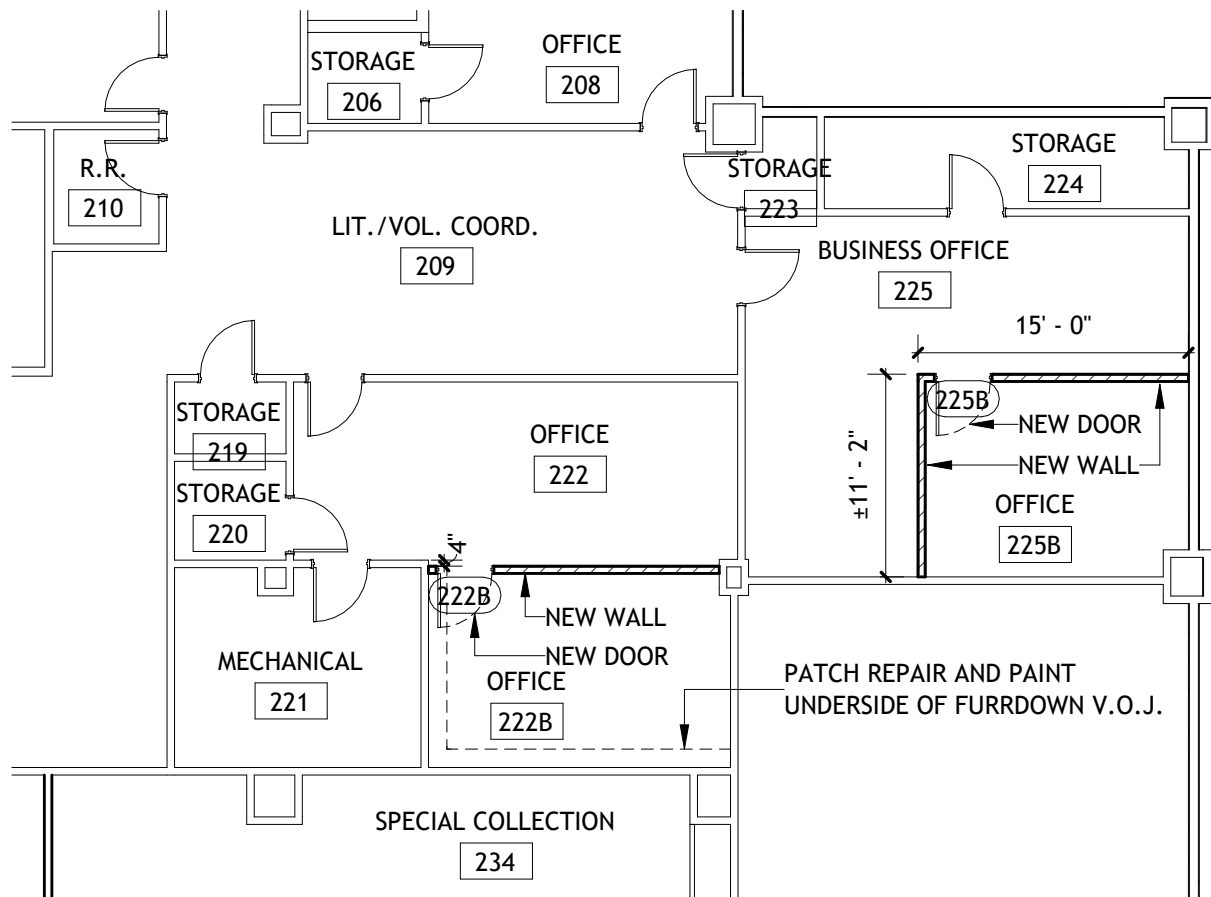 OFFICE
208
STORAGE
206
STORAGE
224
R.R.
210
STORAGE
223
LIT./VOL. COORD.
209
BUSINESS OFFICE
225
15' - 0"
225B
STORAGE
219
NEW DOOR
OFFICE
222
NEW WALL
±11' - 2"
STORAGE
220
OFFICE
225B
4"
222B
NEW WALL
NEW DOOR
MECHANICAL
221
OFFICE
222B
PATCH REPAIR AND PAINT
UNDERSIDE OF FURRDOWN V.O.J.
SPECIAL COLLECTION
234